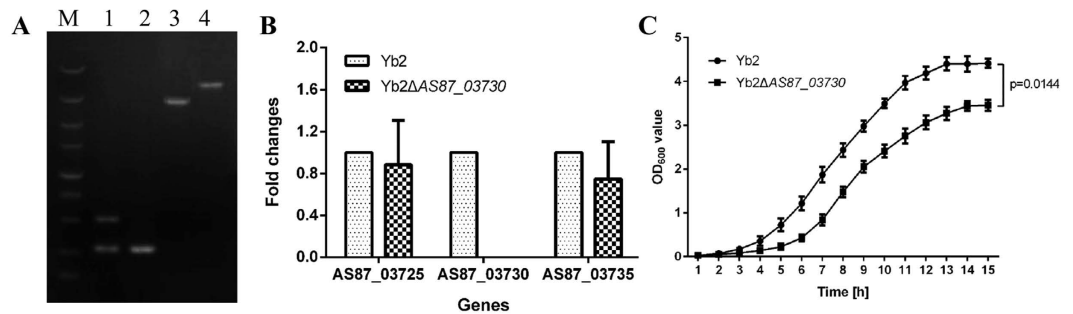 A
M 1 2 3 4
B
Fold changes
2.0
1.6
1.2
0.8
0.4
0.0
Yb2
Yb2ΔAS87_03730
AS87_03725 AS87_03730 AS87_03735
Genes
C
OD600 value
5
4
3
2
1
0
Yb2
Yb2ΔAS87_03730
p=0.0144
1 2 3 4 5 6 7 8 9 10 11 12 13 14 15
Time [h]